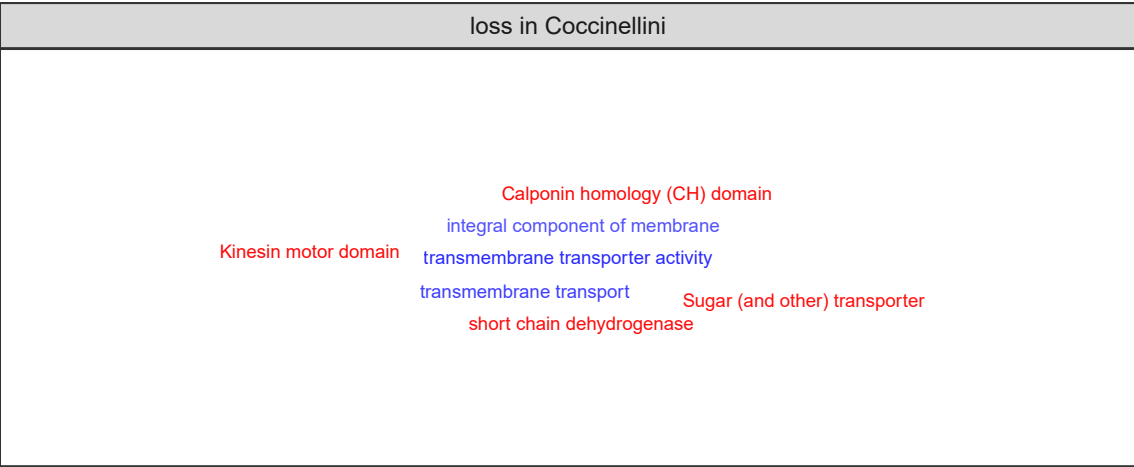 loss in Coccinellini
Calponin homology (CH) domain
integral component of membrane
Kinesin motor domain
transmembrane transporter activity
transmembrane transport
Sugar (and other) transporter
short chain dehydrogenase